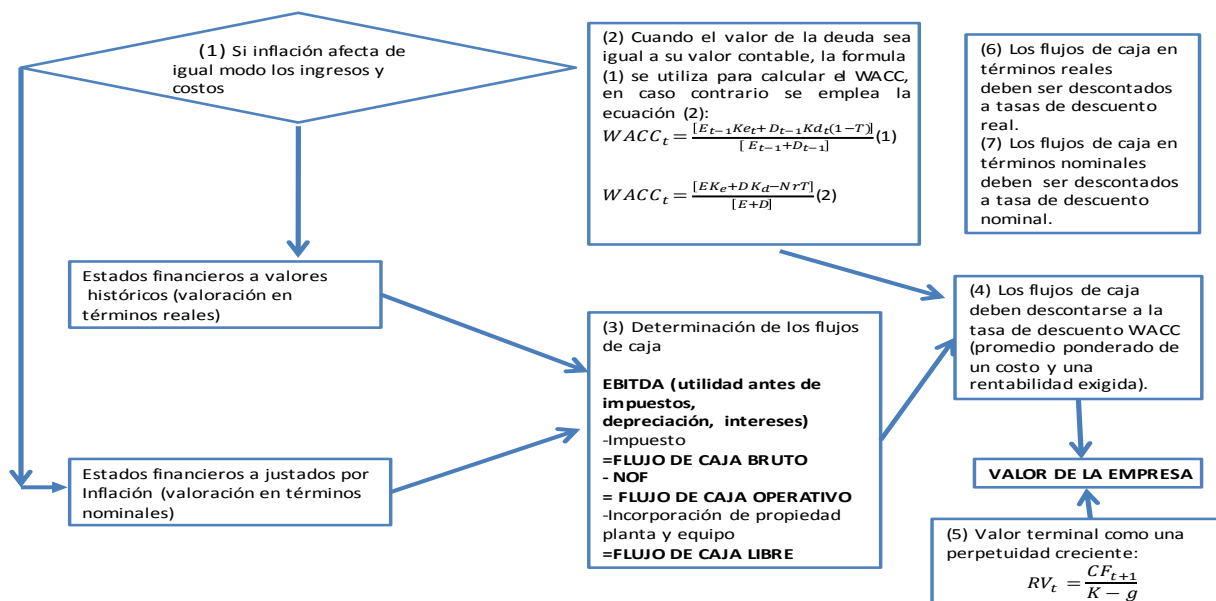 (1) Si inflación afecta de
igual modo los ingresos y
costos
(2) Cuando el valor de la deuda sea
igual a su valor contable, la formula
(1) se utiliza para calcular el WACC,
en caso contrario se emplea la
ecuación (2):
WACC_t = [E_{t-1}Ke_t + D_{t-1}Kd_t(1-T)] / [E_{t-1}+D_{t-1}] (1)
WACC_t = [EK_e+DK_d-NrT] / [E+D] (2)
(6) Los flujos de caja en
términos reales
deben ser descontados
a tasas de descuento
real.
(7) Los flujos de caja en
términos nominales
deben ser descontados
a tasa de descuento
nominal.
Estados financieros a valores
históricos (valoración en
términos reales)
(3) Determinación de los flujos
de caja
EBITDA (utilidad antes de
impuestos,
depreciación, intereses)
-Impuesto
=FLUJO DE CAJA BRUTO
- NOF
= FLUJO DE CAJA OPERATIVO
-Incorporación de propiedad
planta y equipo
=FLUJO DE CAJA LIBRE
(4) Los flujos de caja
deben descontarse a la
tasa de descuento WACC
(promedio ponderado de
un costo y una
rentabilidad exigida).
Estados financieros a justados por
Inflación (valoración en términos
nominales)
VALOR DE LA EMPRESA
(5) Valor terminal como una
perpetuidad creciente:
RV_t = CF_{t+1} / K - g